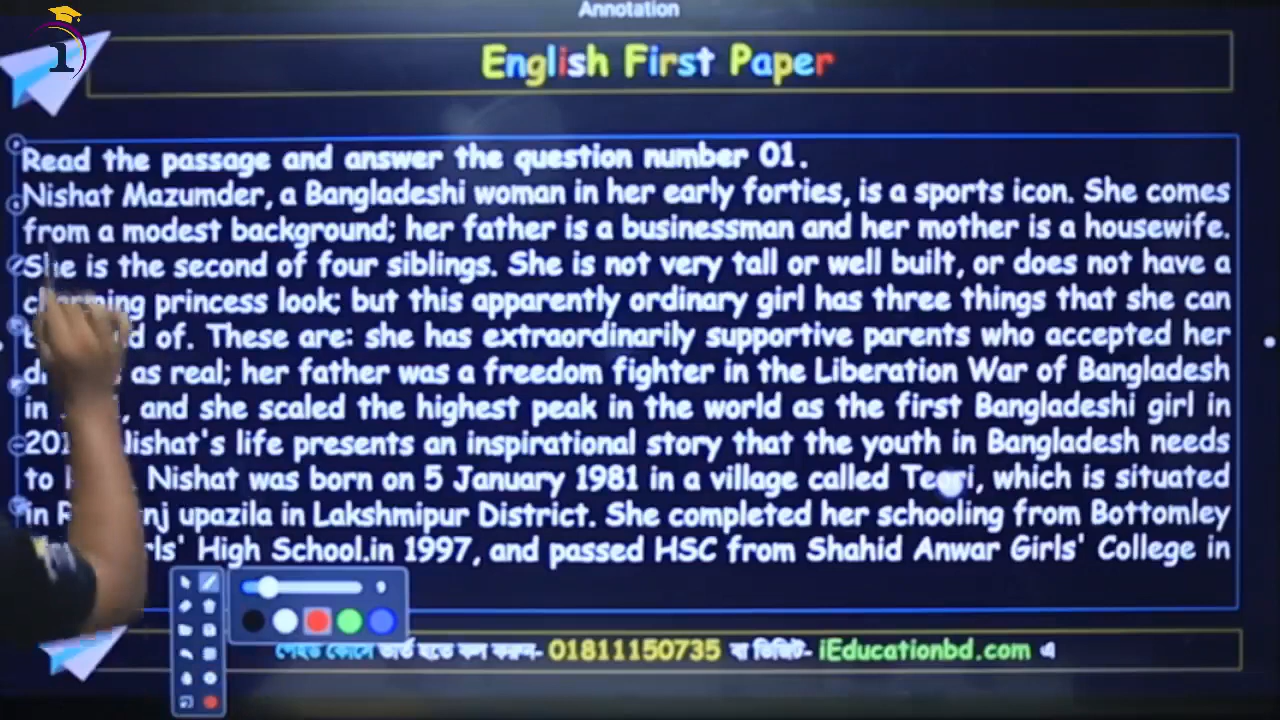 Annotation
English First Paper
Read the passage and answer the question number 01.
Nishat Mazumder, a Bangladeshi woman in her early forties, is a sports icon. She comes
from a modest background; her father is a businessman and her mother is a housewife.
She is the second of four siblings. She is not very tall or well built, or does not have a
princess look; but this apparently ordinary girl has three things that she can
of. These are: she has extraordinarily supportive parents who accepted her
as real; her father was a freedom fighter in the Liberation War of Bangladesh
in and she scaled the highest peak in the world as the first Bangladeshi girl in
Nishat's life presents an inspirational story that the youth in Bangladesh needs
to Nishat was born on 5 January 1981 in a village called which is situated
in upazila in Lakshmipur District. She completed her schooling from Bottomley
High School.in 1997, and passed HSC from Shahid Anwar Girls' College in
9
ভর্তি হতে কল করুন- 01811150735 বা ভিজিট- iEducationbd.com এ